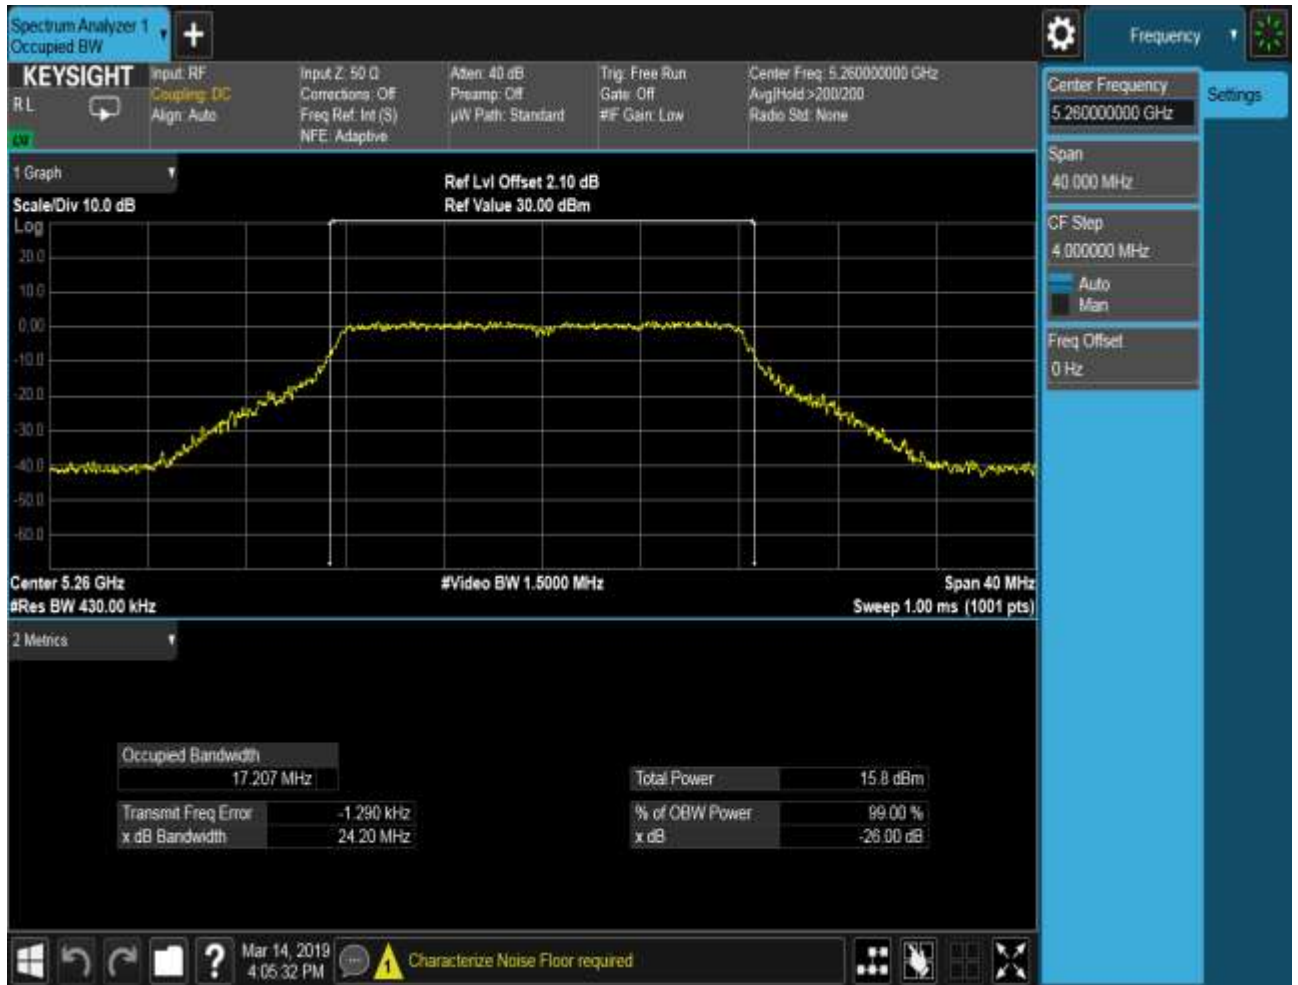 Spectrum Analyzer 1
Occupied BW
Frequency
KEYSIGHT
R L
Input: RF
Coupling: DC
Align: Auto
Input Z: 50 Ω
Corrections: Off
Freq Ref: Int (S)
NFE: Adaptive
Atten: 40 dB
Preamp: Off
µW Path: Standard
Trig: Free Run
Gate: Off
#IF Gain: Low
Center Freq: 5.260000000 GHz
Avg|Hold:>200/200
Radio Std: None
Center Frequency
5.260000000 GHz
Settings
Span
40.000 MHz
CF Step
4.000000 MHz
Auto
Man
Freq Offset
0 Hz
1 Graph
Scale/Div 10.0 dB
Ref Lvl Offset 2.10 dB
Ref Value 30.00 dBm
Log
20.0
10.0
0.00
-10.0
-20.0
-30.0
-40.0
-50.0
-60.0
Center 5.26 GHz
#Video BW 1.5000 MHz
Span 40 MHz
#Res BW 430.00 kHz
Sweep 1.00 ms (1001 pts)
2 Metrics
Occupied Bandwidth
17.207 MHz
Total Power 15.8 dBm
Transmit Freq Error -1.290 kHz
% of OBW Power 99.00 %
x dB Bandwidth 24.20 MHz
x dB -26.00 dB
?
Mar 14, 2019
4:05:32 PM
1
Characterize Noise Floor required